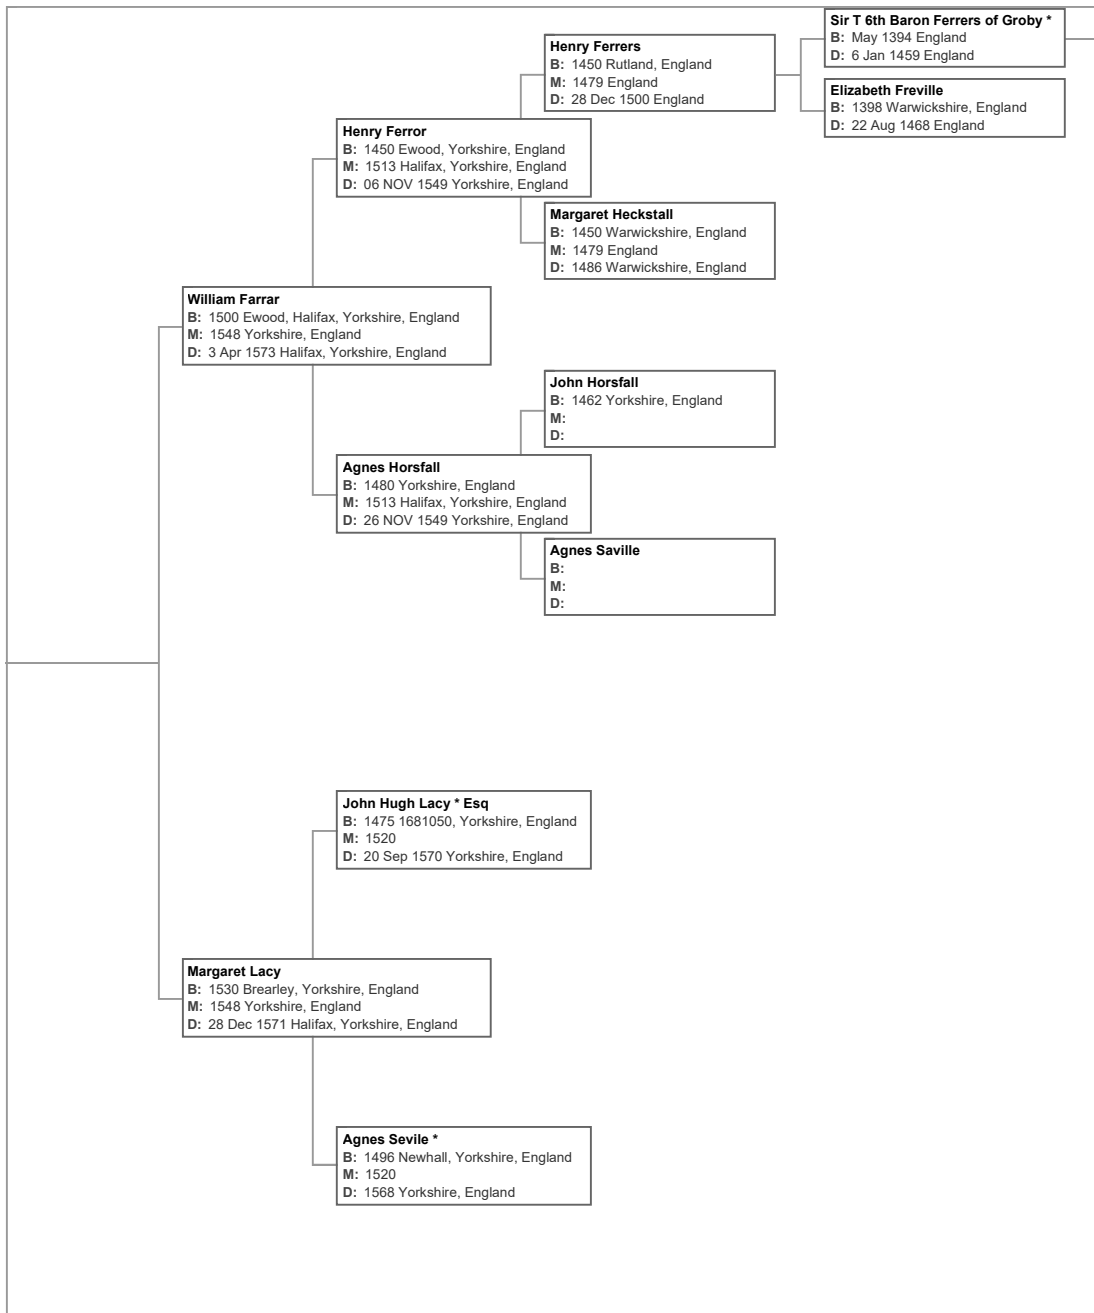 Sir T 6th Baron Ferrers of Groby *
B: May 1394 England
D: 6 Jan 1459 England
Henry Ferrers
B: 1450 Rutland, England
M: 1479 England
D: 28 Dec 1500 England
Elizabeth Freville
B: 1398 Warwickshire, England
D: 22 Aug 1468 England
Henry Ferror
B: 1450 Ewood, Yorkshire, England
M: 1513 Halifax, Yorkshire, England
D: 06 NOV 1549 Yorkshire, England
Margaret Heckstall
B: 1450 Warwickshire, England
M: 1479 England
D: 1486 Warwickshire, England
William Farrar
B: 1500 Ewood, Halifax, Yorkshire, England
M: 1548 Yorkshire, England
D: 3 Apr 1573 Halifax, Yorkshire, England
John Horsfall
B: 1462 Yorkshire, England
M:
D:
Agnes Horsfall
B: 1480 Yorkshire, England
M: 1513 Halifax, Yorkshire, England
D: 26 NOV 1549 Yorkshire, England
Agnes Saville
B:
M:
D:
John Hugh Lacy * Esq
B: 1475 1681050, Yorkshire, England
M: 1520
D: 20 Sep 1570 Yorkshire, England
Margaret Lacy
B: 1530 Brearley, Yorkshire, England
M: 1548 Yorkshire, England
D: 28 Dec 1571 Halifax, Yorkshire, England
Agnes Sevile *
B: 1496 Newhall, Yorkshire, England
M: 1520
D: 1568 Yorkshire, England